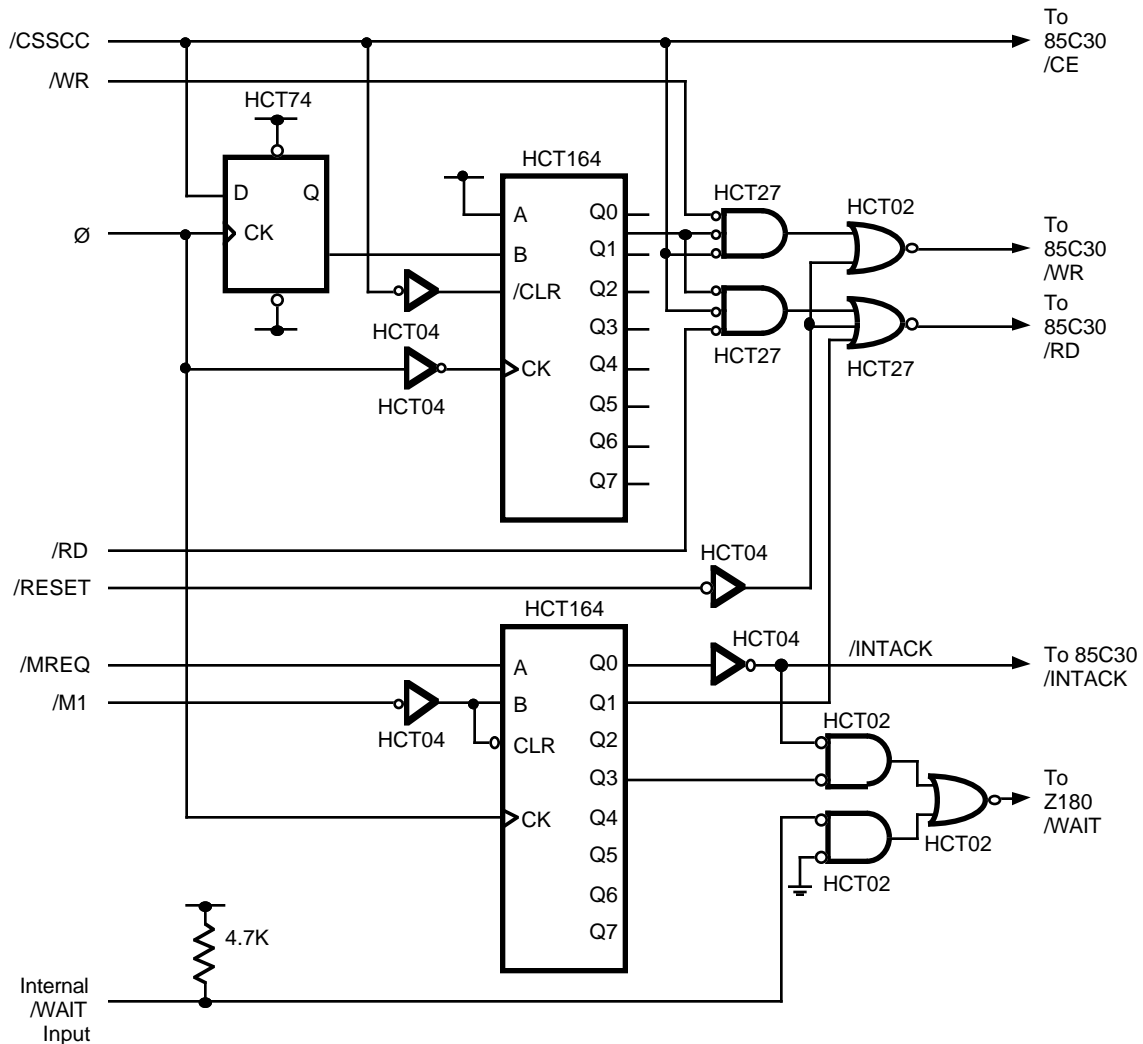 To
/CSSCC
85C30
/CE
/WR
HCT74
HCT164
HCT27
HCT02
D
Q
A
Q0
Ø
CK
Q1
To
85C30
/WR
B
/CLR
Q2
HCT04
Q3
HCT27
HCT27
To
85C30
/RD
CK
Q4
HCT04
Q5
Q6
Q7
/RD
HCT04
/RESET
HCT164
HCT04
/INTACK
/MREQ
A
Q0
To 85C30
/INTACK
/M1
HCT04
B
Q1
HCT02
CLR
Q2
Q3
To
Z180
/WAIT
CK
Q4
HCT02
Q5
HCT02
Q6
Q7
4.7K
Internal
/WAIT
Input